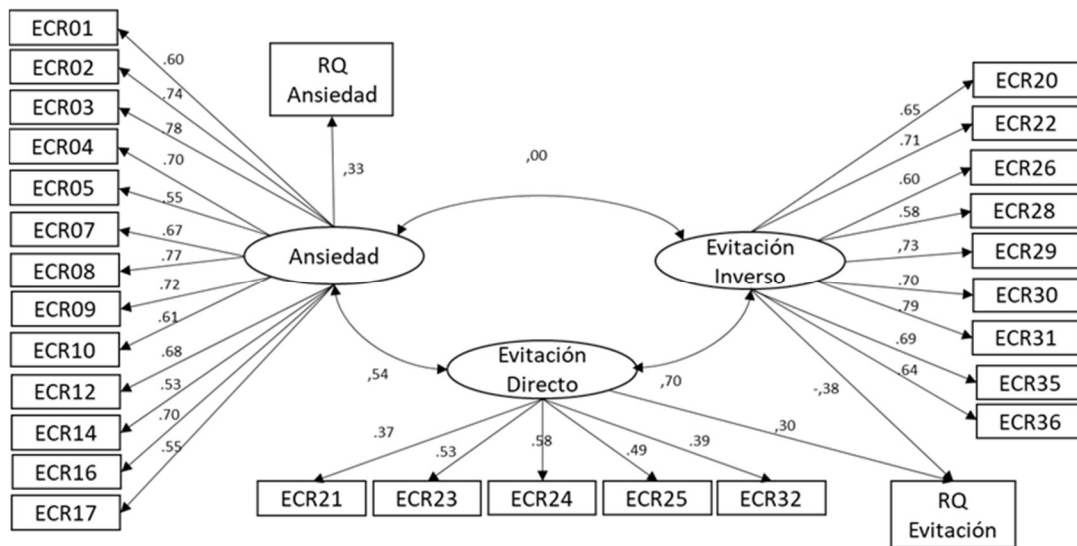 ECR01
ECR02
ECR03
ECR04
ECR05
ECR07
ECR08
ECR09
ECR10
ECR12
ECR14
ECR16
ECR17
.60
.74
.78
.70
.55
.67
.77
.72
.61
.68
.53
.70
.55
RQ
Ansiedad
,33
Ansiedad
,00
Evitación
Inverso
,54
,70
Evitación
Directo
.37
.53
.58
.49
.39
,30
-,38
ECR21
ECR23
ECR24
ECR25
ECR32
RQ
Evitación
.65
.71
.60
.58
,73
.70
.79
.69
.64
ECR20
ECR22
ECR26
ECR28
ECR29
ECR30
ECR31
ECR35
ECR36